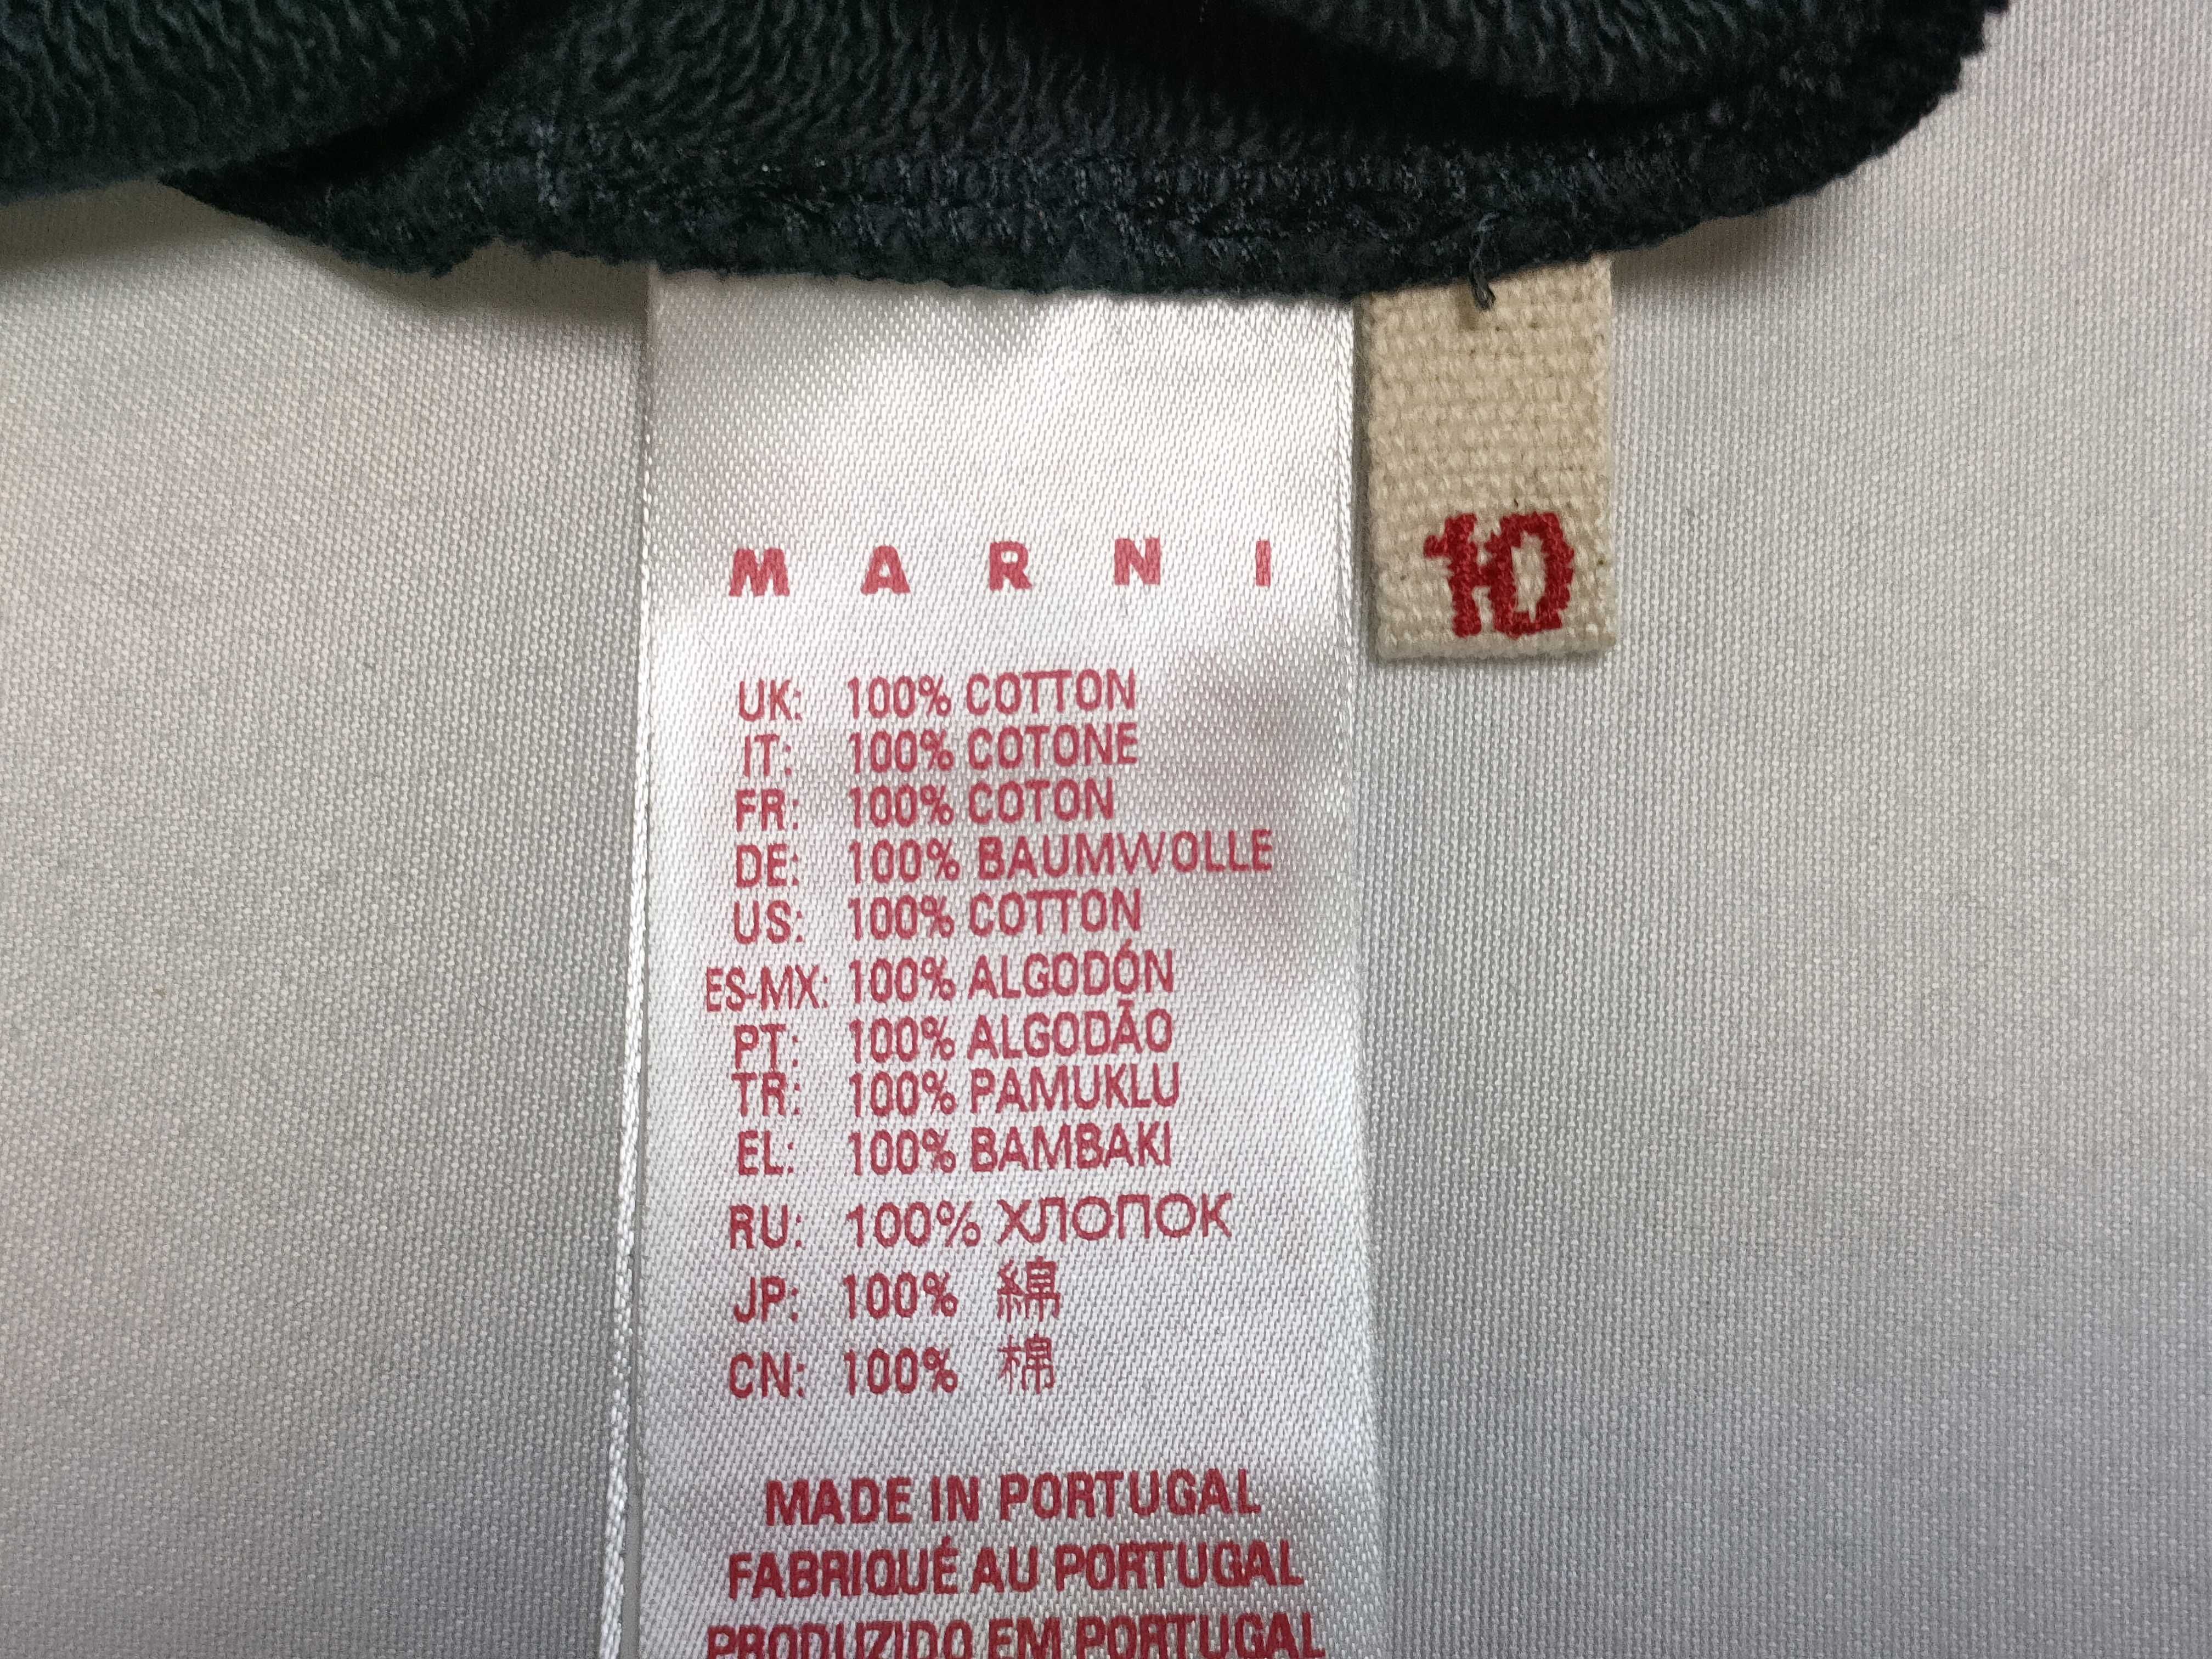 MARNI
10
UK: 100% COTTON
IT: 100% COTONE
FR: 100% COTON
DE: 100% BAUMWOLLE
US: 100% COTTON
ES-MX: 100% ALGODÓN
PT: 100% ALGODÃO
TR: 100% PAMUKLU
EL: 100% BAMBAKI
RU: 100% ХЛОПОК
JP: 100% 綿
CN: 100% 棉
MADE IN PORTUGAL
FABRIQUÉ AU PORTUGAL
PRODUZIDO EM PORTUGAL